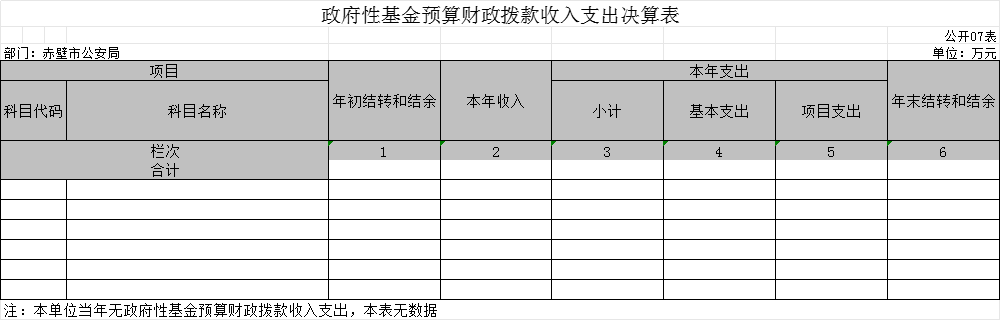 政府性基金预算财政拨款收入支出决算表
公开07表
部门：赤壁市公安局 单位：万元
项目 年初结转和结余 本年收入 本年支出 年末结转和结余
科目代码 科目名称 小计 基本支出 项目支出
栏次 1 2 3 4 5 6
合计
注：本单位当年无政府性基金预算财政拨款收入支出，本表无数据